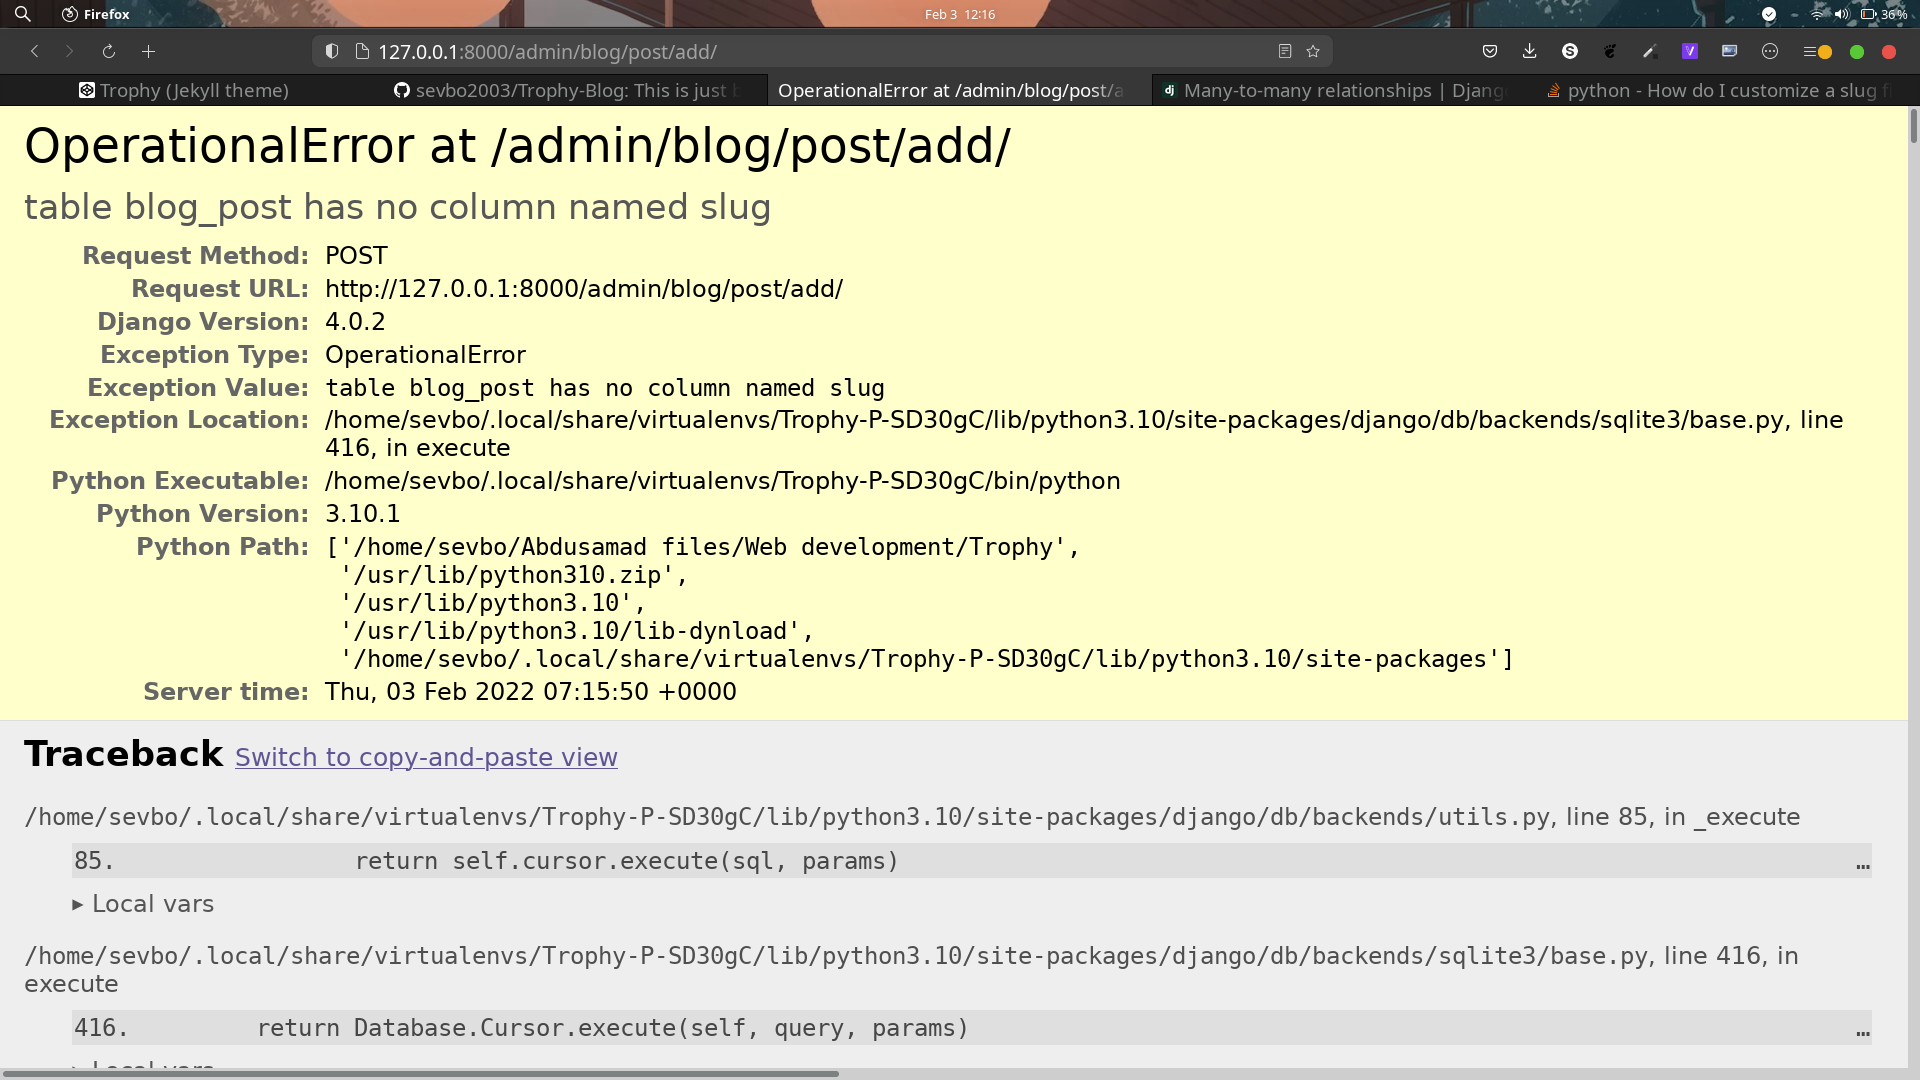 Firefox
Feb 3 12:16
36%
127.0.0.1:8000/admin/blog/post/add/
Trophy (Jekyll theme)
sevbo2003/Trophy-Blog: This is just
OperationalError at /admin/blog/post/a
Many-to-many relationships | Djang
python - How do I customize a slug
OperationalError at /admin/blog/post/add/
table blog_post has no column named slug
Request Method: POST
Request URL: http://127.0.0.1:8000/admin/blog/post/add/
Django Version: 4.0.2
Exception Type: OperationalError
Exception Value: table blog_post has no column named slug
Exception Location: /home/sevbo/.local/share/virtualenvs/Trophy-P-SD30gC/lib/python3.10/site-packages/django/db/backends/sqlite3/base.py, line
416, in execute
Python Executable: /home/sevbo/.local/share/virtualenvs/Trophy-P-SD30gC/bin/python
Python Version: 3.10.1
Python Path: ['/home/sevbo/Abdusamad files/Web development/Trophy',
'/usr/lib/python310.zip',
'/usr/lib/python3.10',
'/usr/lib/python3.10/lib-dynload',
'/home/sevbo/.local/share/virtualenvs/Trophy-P-SD30gC/lib/python3.10/site-packages']
Server time: Thu, 03 Feb 2022 07:15:50 +0000
Traceback Switch to copy-and-paste view
/home/sevbo/.local/share/virtualenvs/Trophy-P-SD30gC/lib/python3.10/site-packages/django/db/backends/utils.py, line 85, in _execute
85. return self.cursor.execute(sql, params) …
▶ Local vars
/home/sevbo/.local/share/virtualenvs/Trophy-P-SD30gC/lib/python3.10/site-packages/django/db/backends/sqlite3/base.py, line 416, in
execute
416. return Database.Cursor.execute(self, query, params) …
Local vars